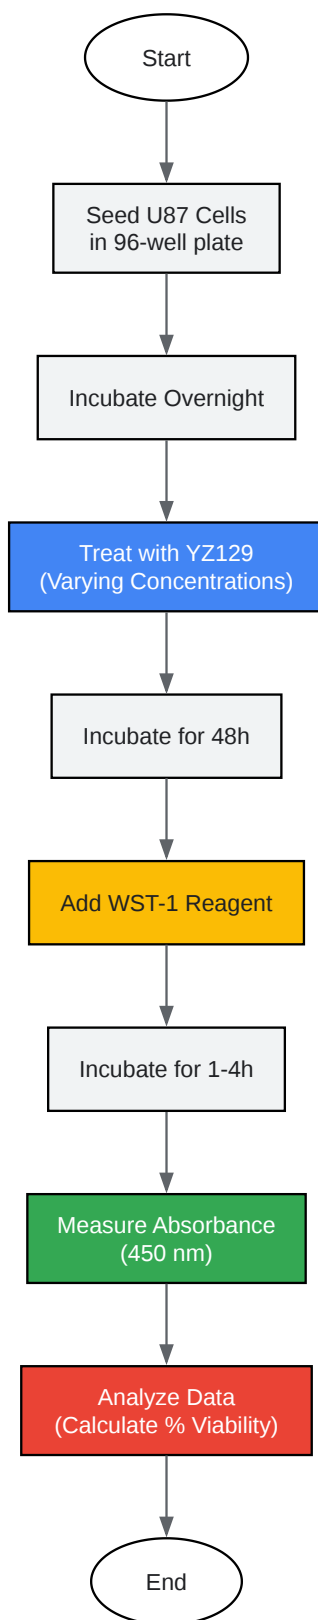 Start
Seed U87 Cells
in 96-well plate
Incubate Overnight
Treat with YZ129
(Varying Concentrations)
Incubate for 48h
Add WST-1 Reagent
Incubate for 1-4h
Measure Absorbance
(450 nm)
Analyze Data
(Calculate % Viability)
End